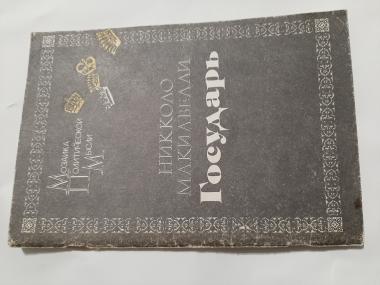 Мозаика
Политической
Мысли
НИККОЛО
МАКИАВЕЛЛИ
Государь